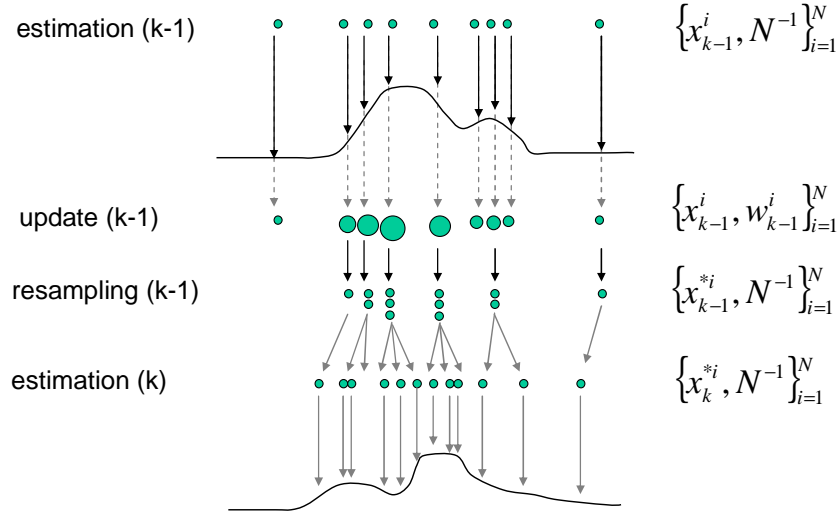 estimation (k-1) {x_{k-1}^{i}, N^{-1}}_{i=1}^{N}
update (k-1) {x_{k-1}^{i}, w_{k-1}^{i}}_{i=1}^{N}
resampling (k-1) {x_{k-1}^{*i}, N^{-1}}_{i=1}^{N}
estimation (k) {x_{k}^{*i}, N^{-1}}_{i=1}^{N}